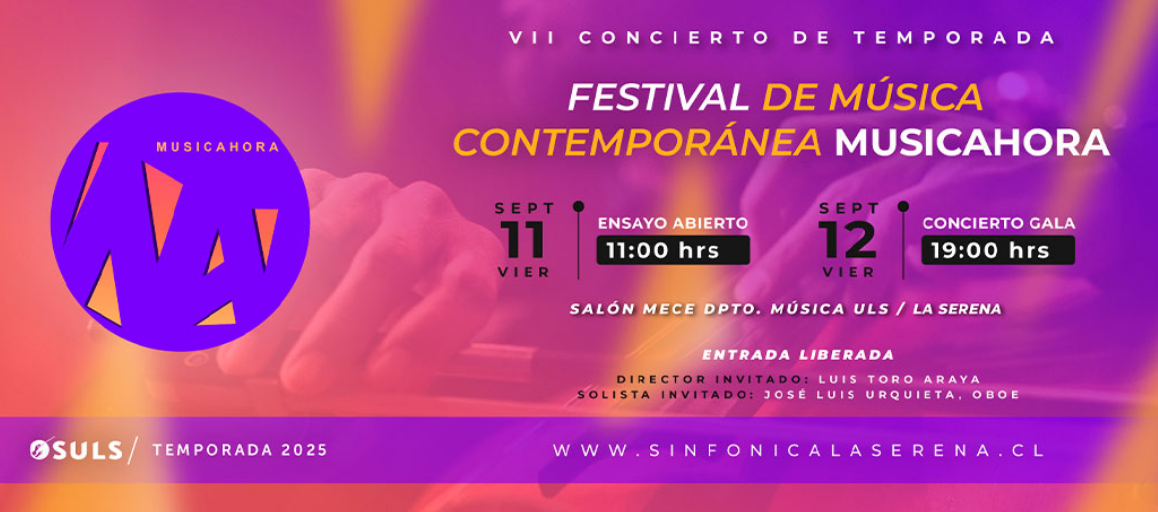 VII CONCIERTO DE TEMPORADA
FESTIVAL DE MÚSICA
CONTEMPORÁNEA MUSICAHORA
MUSICAHORA
SEPT
11
VIER
ENSAYO ABIERTO
11:00 hrs
SEPT
12
VIER
CONCIERTO GALA
19:00 hrs
SALÓN MECE DPTO. MÚSICA ULS / LA SERENA
ENTRADA LIBERADA
DIRECTOR INVITADO: LUIS TORO ARAYA
SOLISTA INVITADO: JOSÉ LUIS URQUIETA, OBOE
OSULS/ TEMPORADA 2025
WWW.SINFONICALASERENA.CL